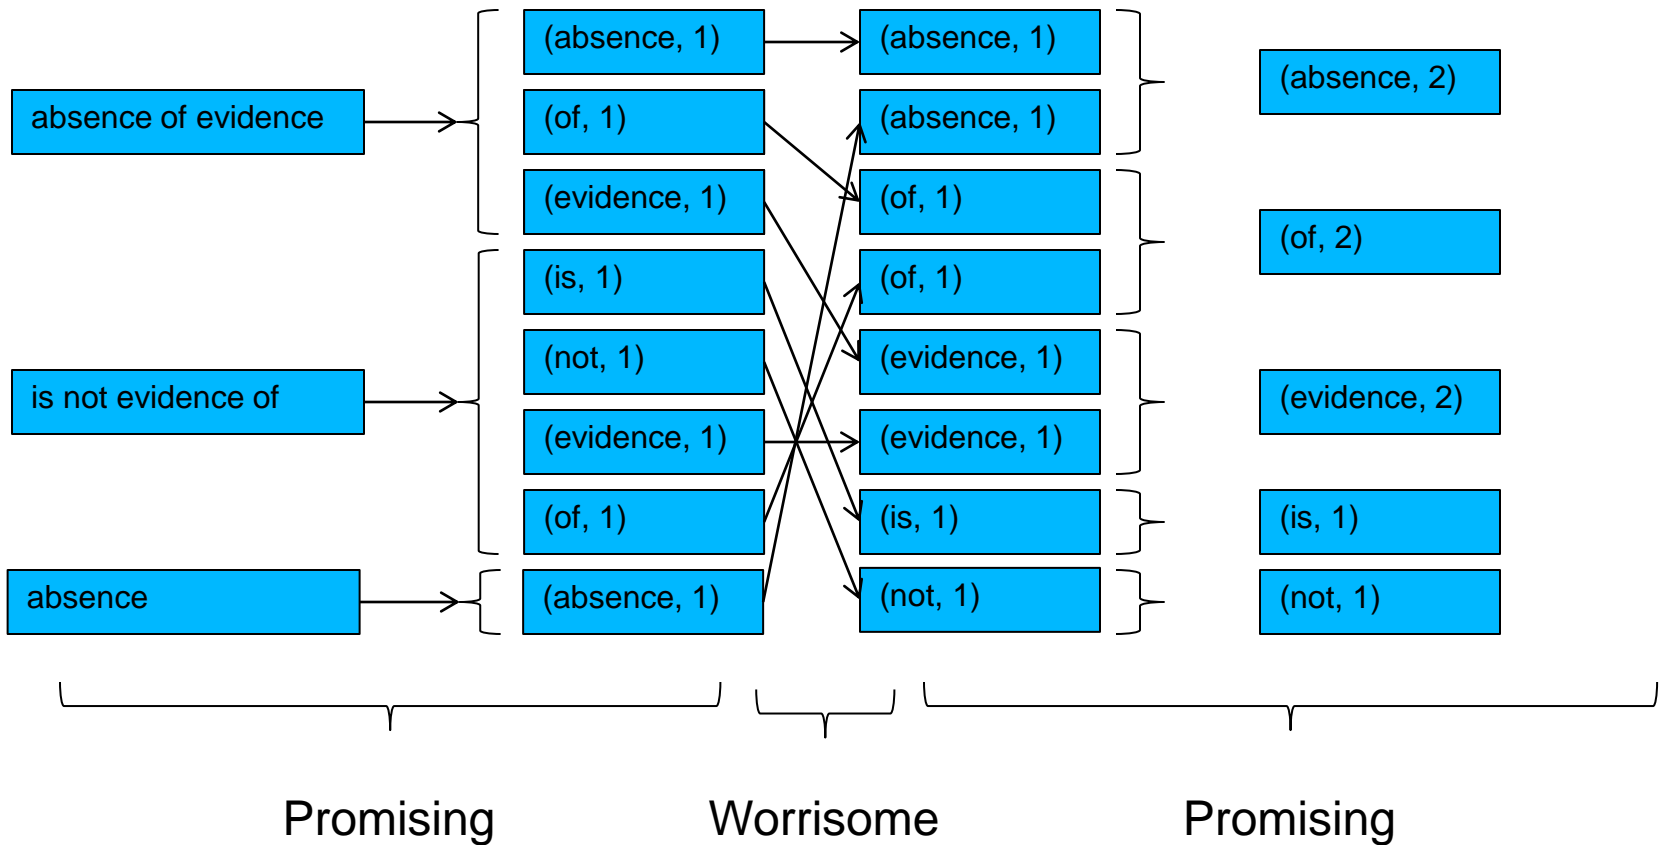 absence of evidence
is not evidence of
absence
(absence, 1)
(of, 1)
(evidence, 1)
(is, 1)
(not, 1)
(evidence, 1)
(of, 1)
(absence, 1)
(absence, 1)
(absence, 1)
(of, 1)
(of, 1)
(evidence, 1)
(evidence, 1)
(is, 1)
(not, 1)
(absence, 2)
(of, 2)
(evidence, 2)
(is, 1)
(not, 1)
Promising
Worrisome
Promising